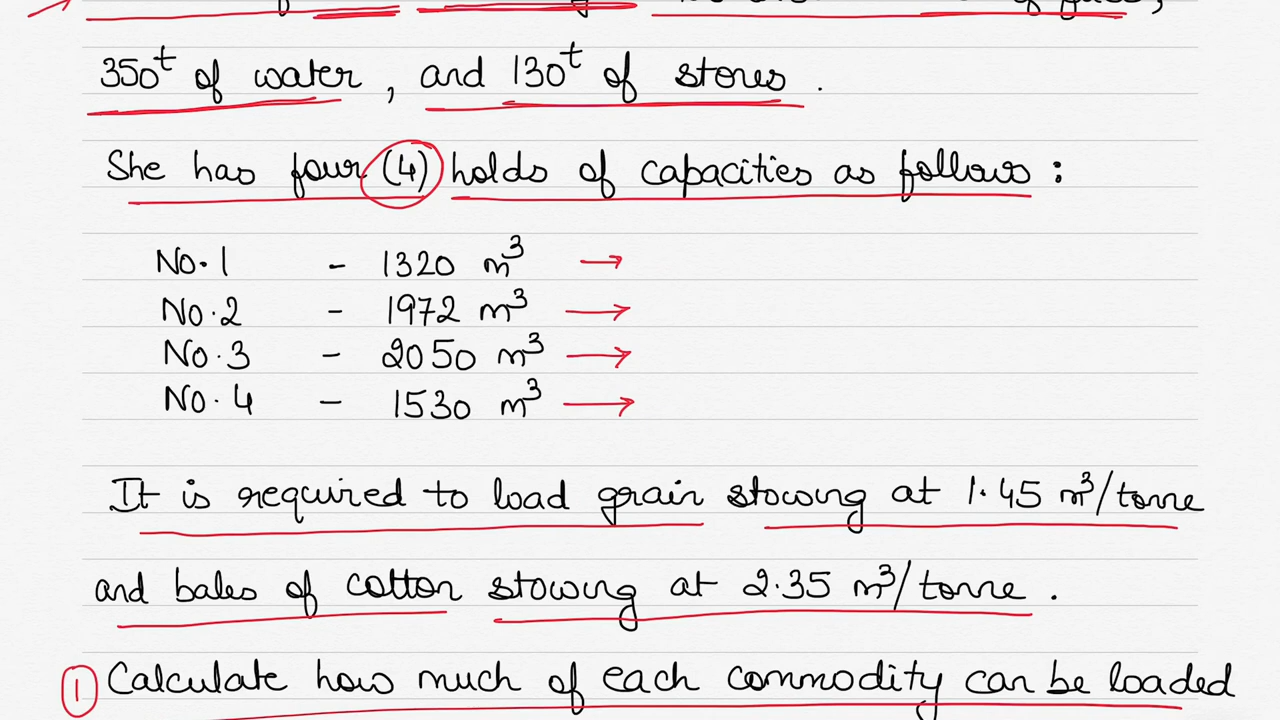 350t of water, and 130t of stores.
She has four (4) holds of capacities as follows:
No.1 - 1320 m³ →
No.2 - 1972 m³ →
No.3 - 2050 m³ →
No.4 - 1530 m³ →
It is required to load grain stowing at 1.45 m³/tonne
and bales of cotton stowing at 2.35 m³/tonne.
① Calculate how much of each commodity can be loaded